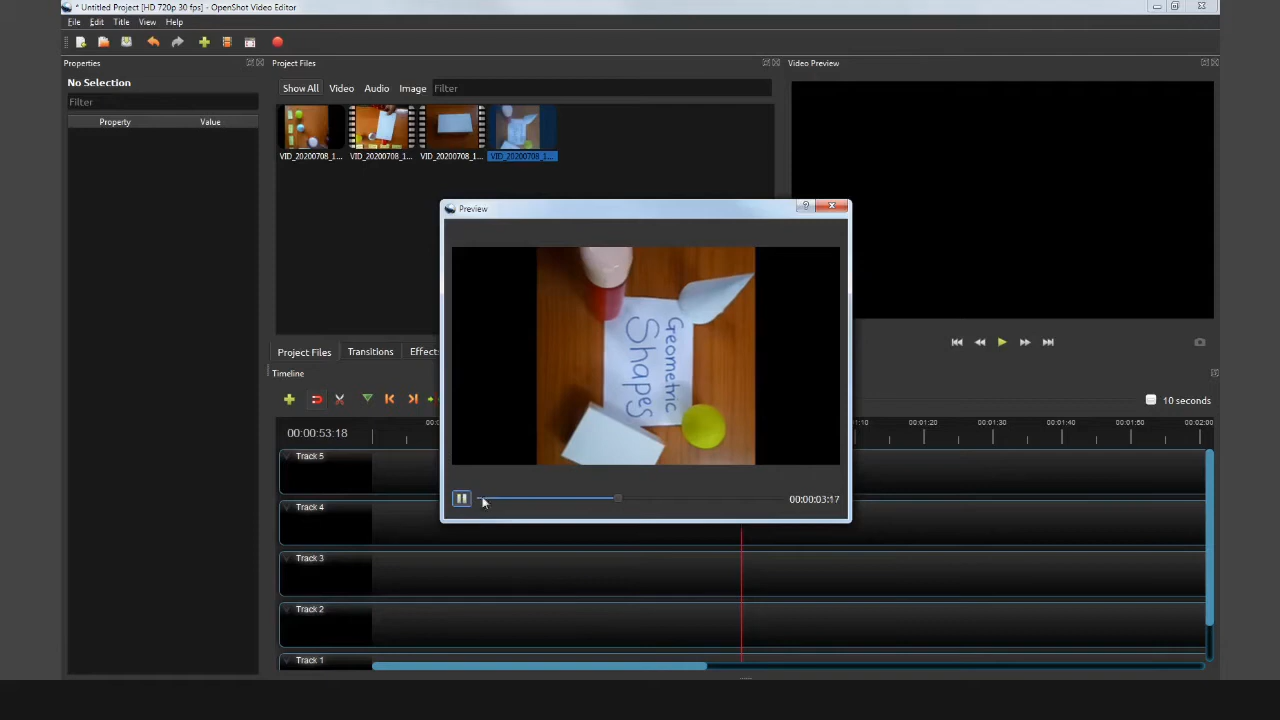 * Untitled Project [HD 720p 30 fps] - OpenShot Video Editor
File Edit Title View Help
Properties
Project Files
Video Preview
No Selection
Show All Video Audio Image Filter
Filter
Property Value
VID_20200708_1... VID_20200708_1... VID_20200708_1... VID_20200708_1...
Preview
Geometric
Shapes
00:00:03:17
Project Files Transitions Effect
Timeline
10 seconds
00:00:53:18
00:01:20 00:01:30 00:01:40 00:01:50 00:02:00
Track 5
Track 4
Track 3
Track 2
Track 1